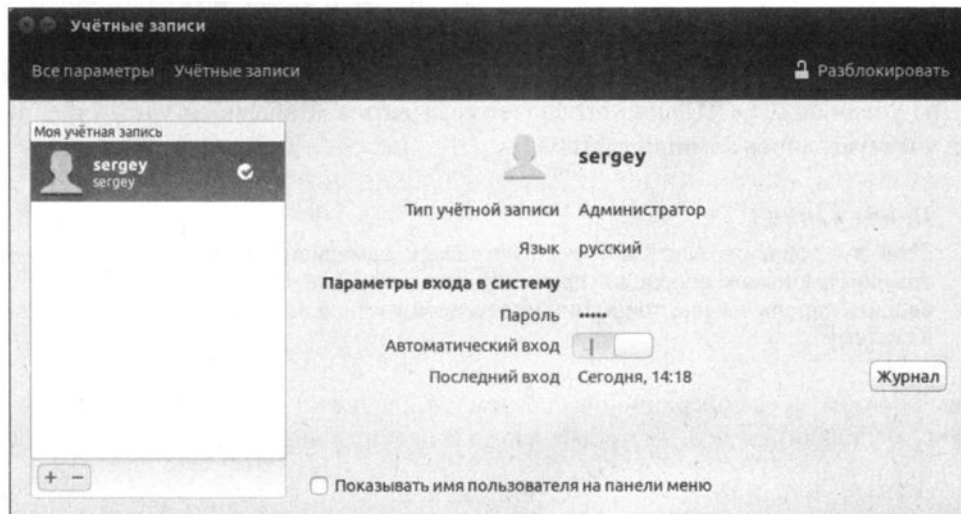 Учётные записи
Все параметры Учётные записи
Разблокировать
Моя учётная запись
sergey
sergey
sergey
Тип учётной записи Администратор
Язык русский
Параметры входа в систему
Пароль •••••
Автоматический вход
Последний вход Сегодня, 14:18
Журнал
+ −
Показывать имя пользователя на панели меню